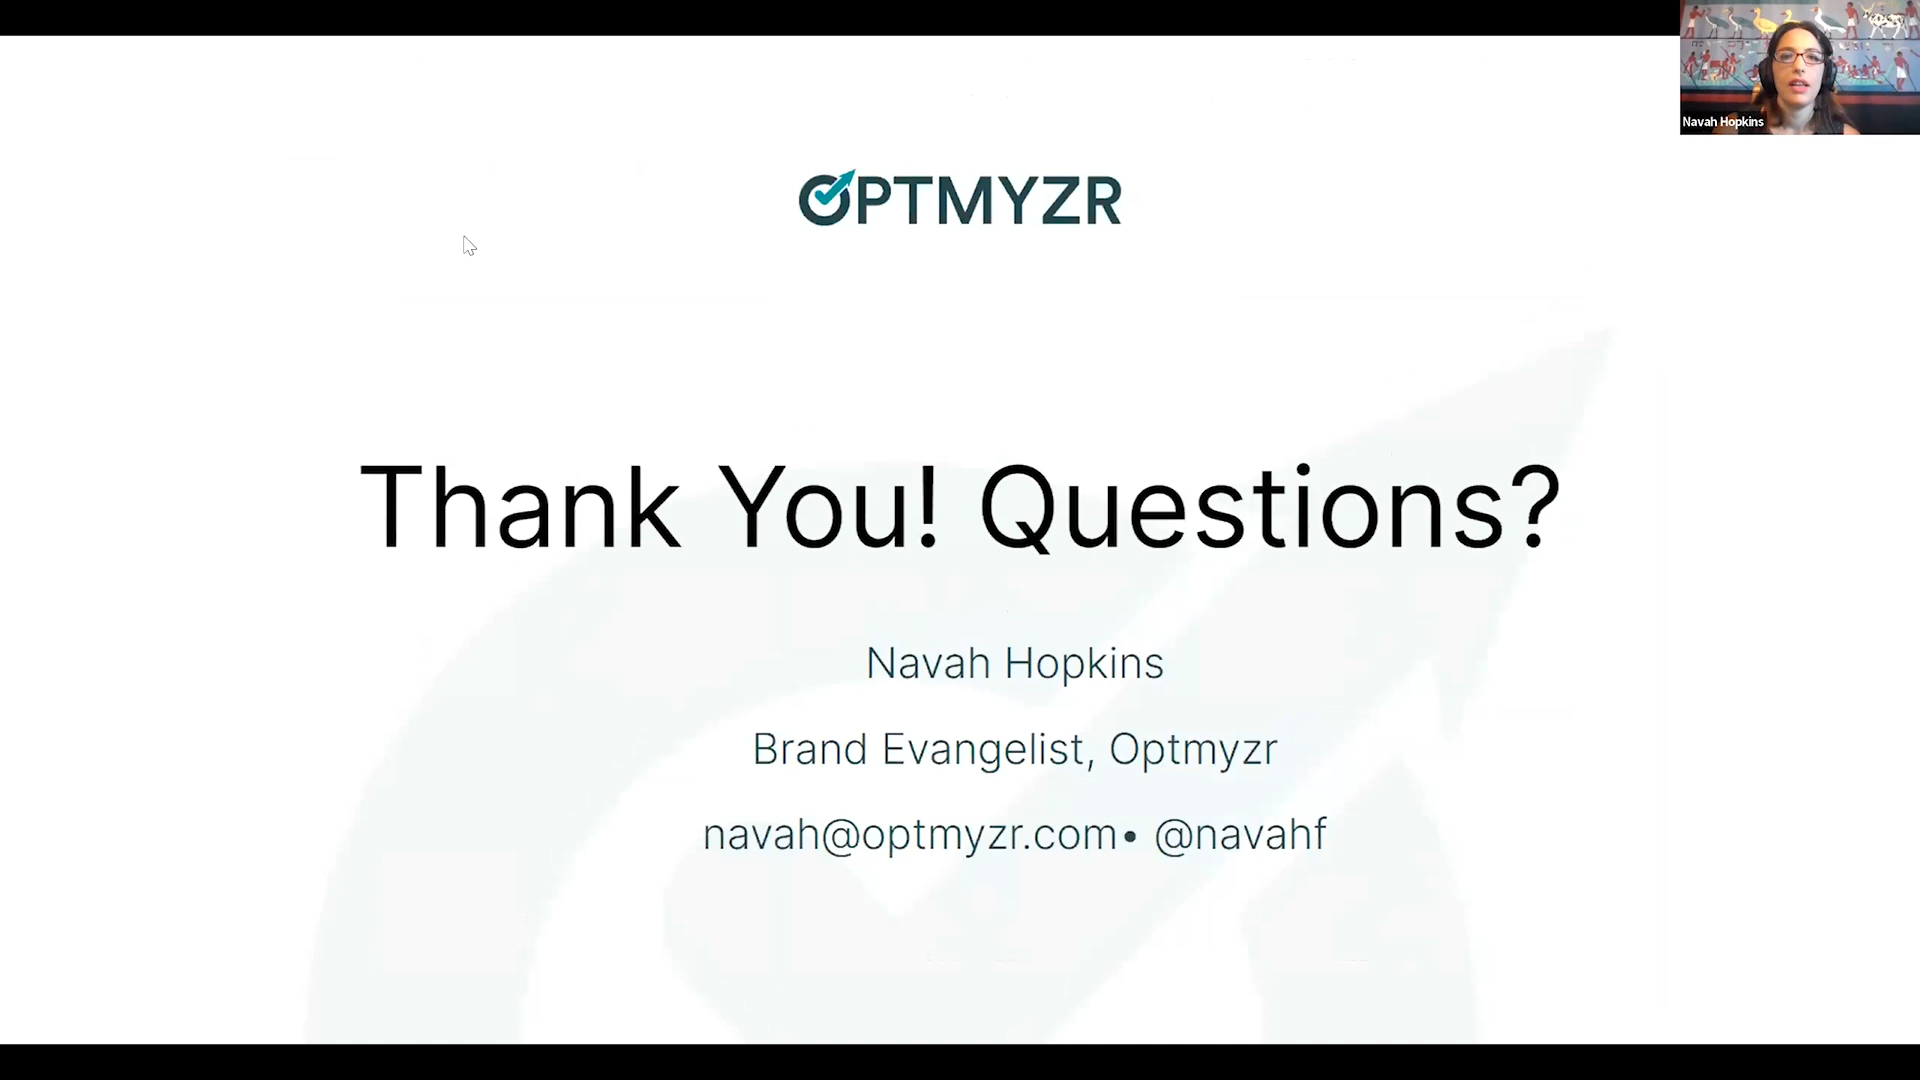 Navah Hopkins
OPTMYZR
Thank You! Questions?
Navah Hopkins
Brand Evangelist, Optmyzr
navah@optmyzr.com• @navahf